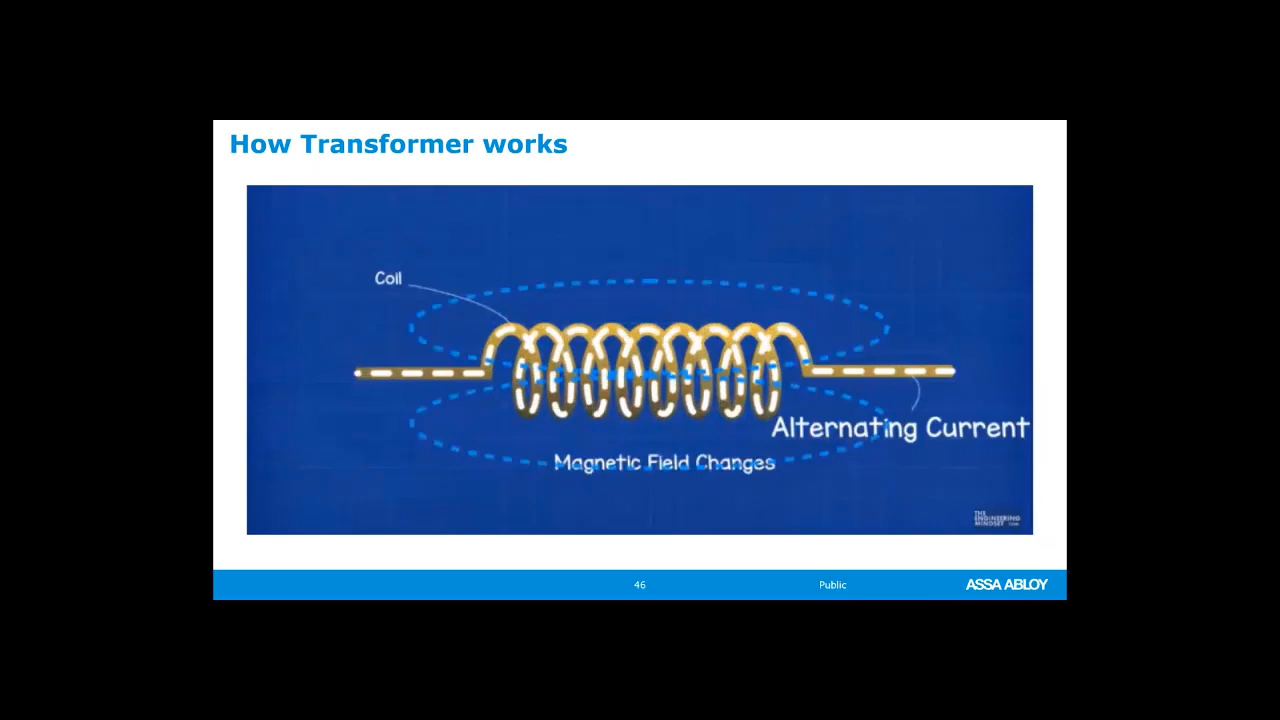 How Transformer works
Coil
Alternating Current
Magnetic Field Changes
THE
ENGINEERING
MINDSET .COM
46
Public
ASSA ABLOY